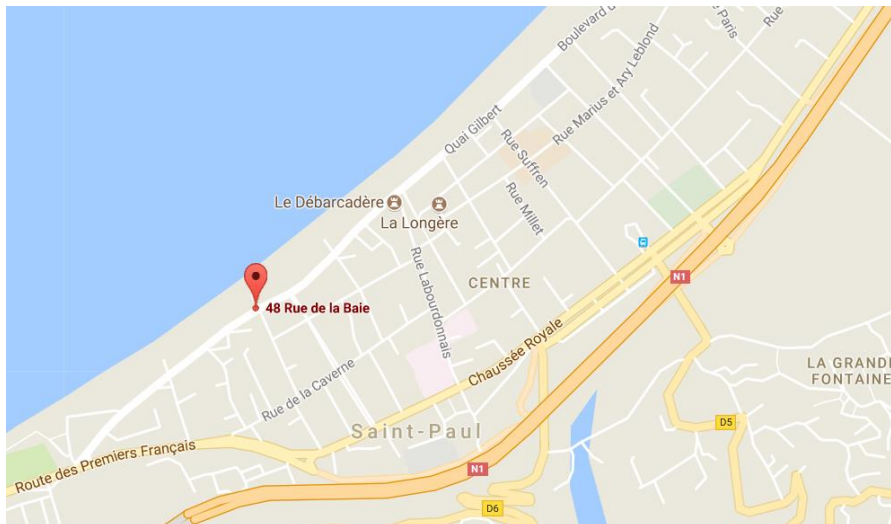 Boulevard d
Paris
Rue
Rue Marius et Ary Leblond
Quai Gilbert
Rue Suffren
Le Débarcadère
La Longère
Rue Millet
Rue Labourdonnais
CENTRE
N1
48 Rue de la Baie
Chaussée Royale
Rue de la Caverne
LA GRANDE
FONTAINE
Saint-Paul
D5
Route des Premiers Français
N1
D6